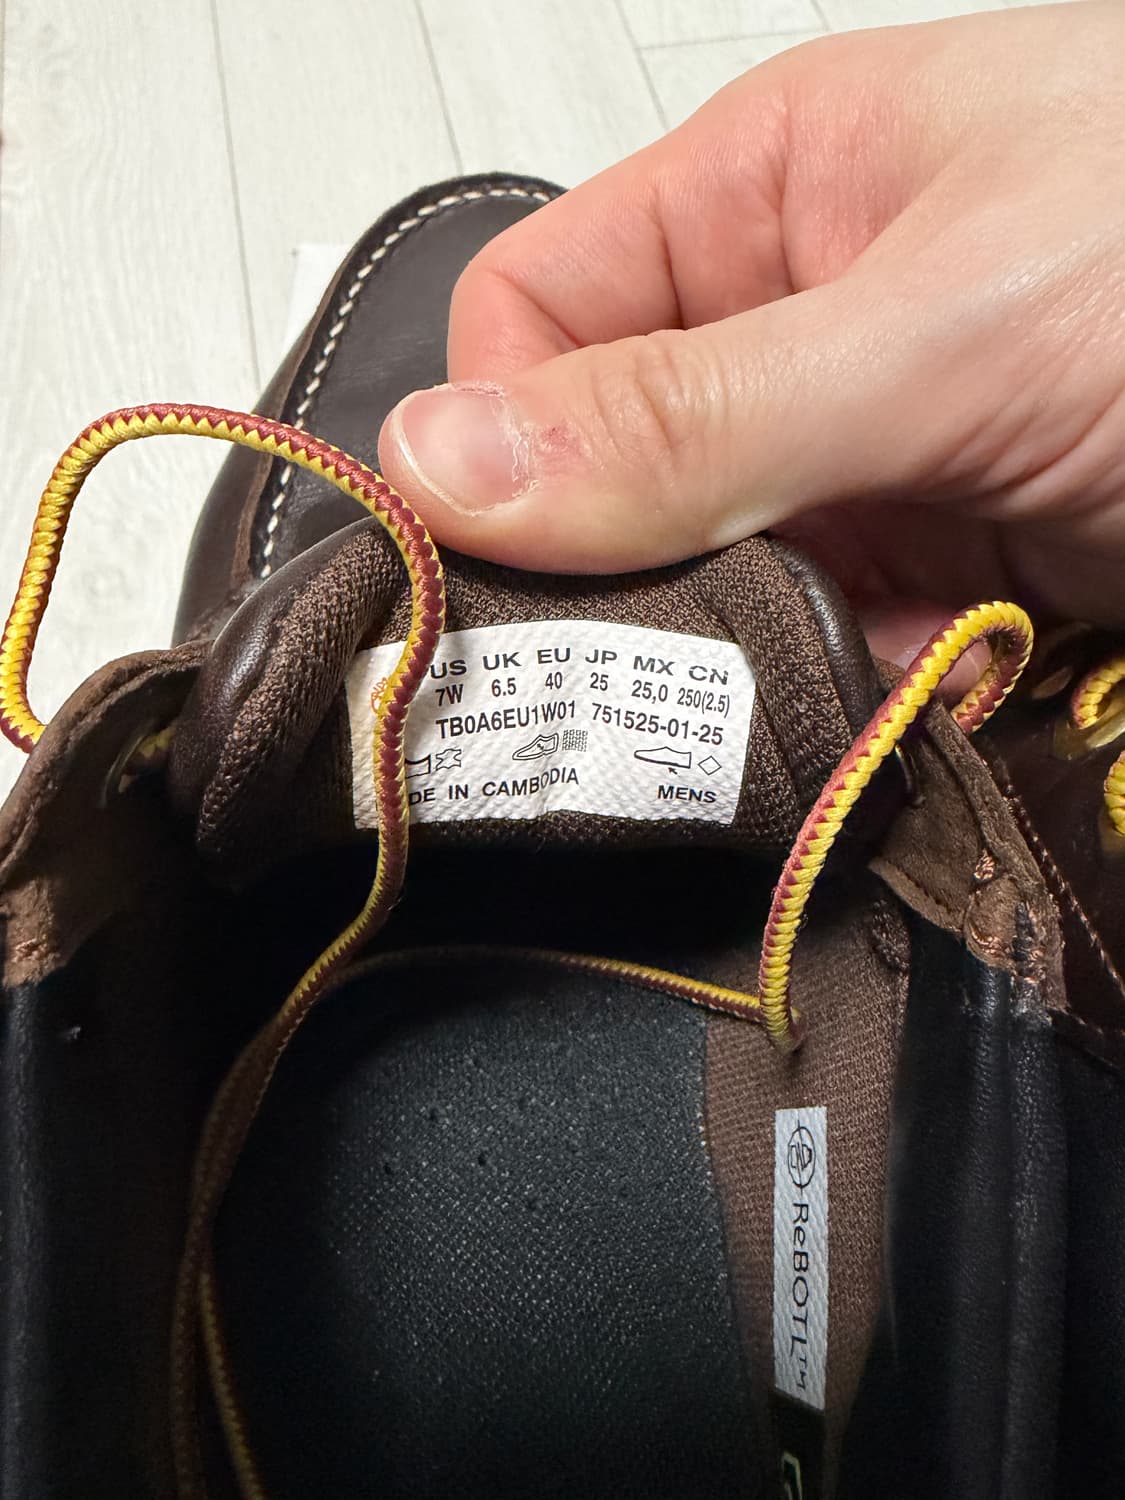 US UK EU JP MX CN
7W 6.5 40 25 25,0 250(2.5)
TB0A6EU1W01 751525-01-25
IN CAMBODIA
MENS
ReBOTL™